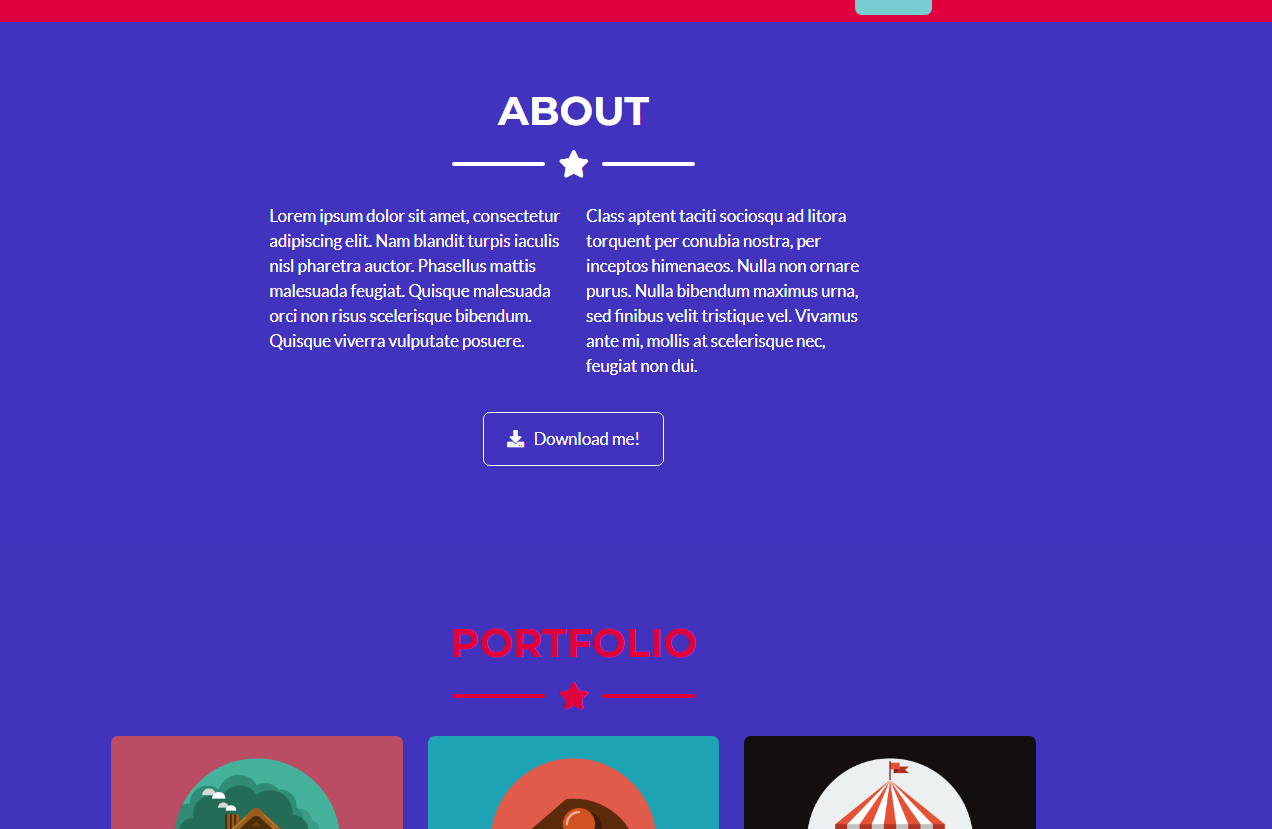 ABOUT
Lorem ipsum dolor sit amet, consectetur
adipiscing elit. Nam blandit turpis iaculis
nisl pharetra auctor. Phasellus mattis
malesuada feugiat. Quisque malesuada
orci non risus scelerisque bibendum.
Quisque viverra vulputate posuere.
Class aptent taciti sociosqu ad litora
torquent per conubia nostra, per
inceptos himenaeos. Nulla non ornare
purus. Nulla bibendum maximus urna,
sed finibus velit tristique vel. Vivamus
ante mi, mollis at scelerisque nec,
feugiat non dui.
Download me!
PORTFOLIO